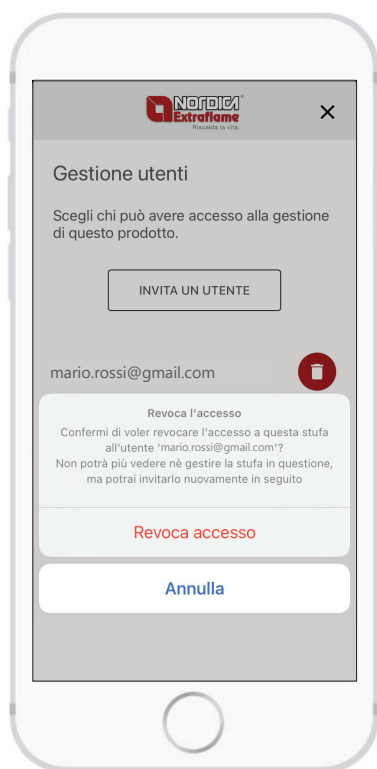 NORDICA®
Extraflame
Riscalda la vita.
Gestione utenti
Scegli chi può avere accesso alla gestione
di questo prodotto.
INVITA UN UTENTE
mario.rossi@gmail.com
Revoca l'accesso
Confermi di voler revocare l'accesso a questa stufa
all'utente 'mario.rossi@gmail.com'?
Non potrà più vedere nè gestire la stufa in questione,
ma potrai invitarlo nuovamente in seguito
Revoca accesso
Annulla